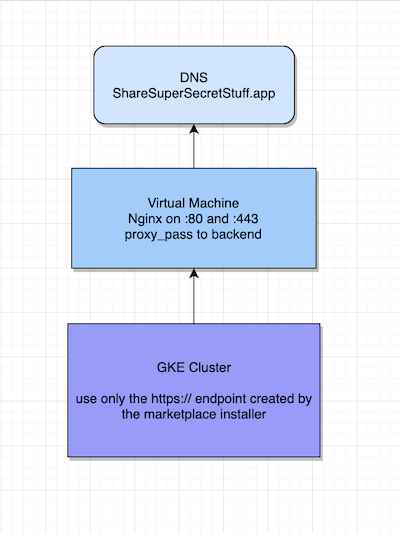 DNS
ShareSuperSecretStuff.app
Virtual Machine
Nginx on :80 and :443
proxy_pass to backend
GKE Cluster
use only the https:// endpoint created by
the marketplace installer